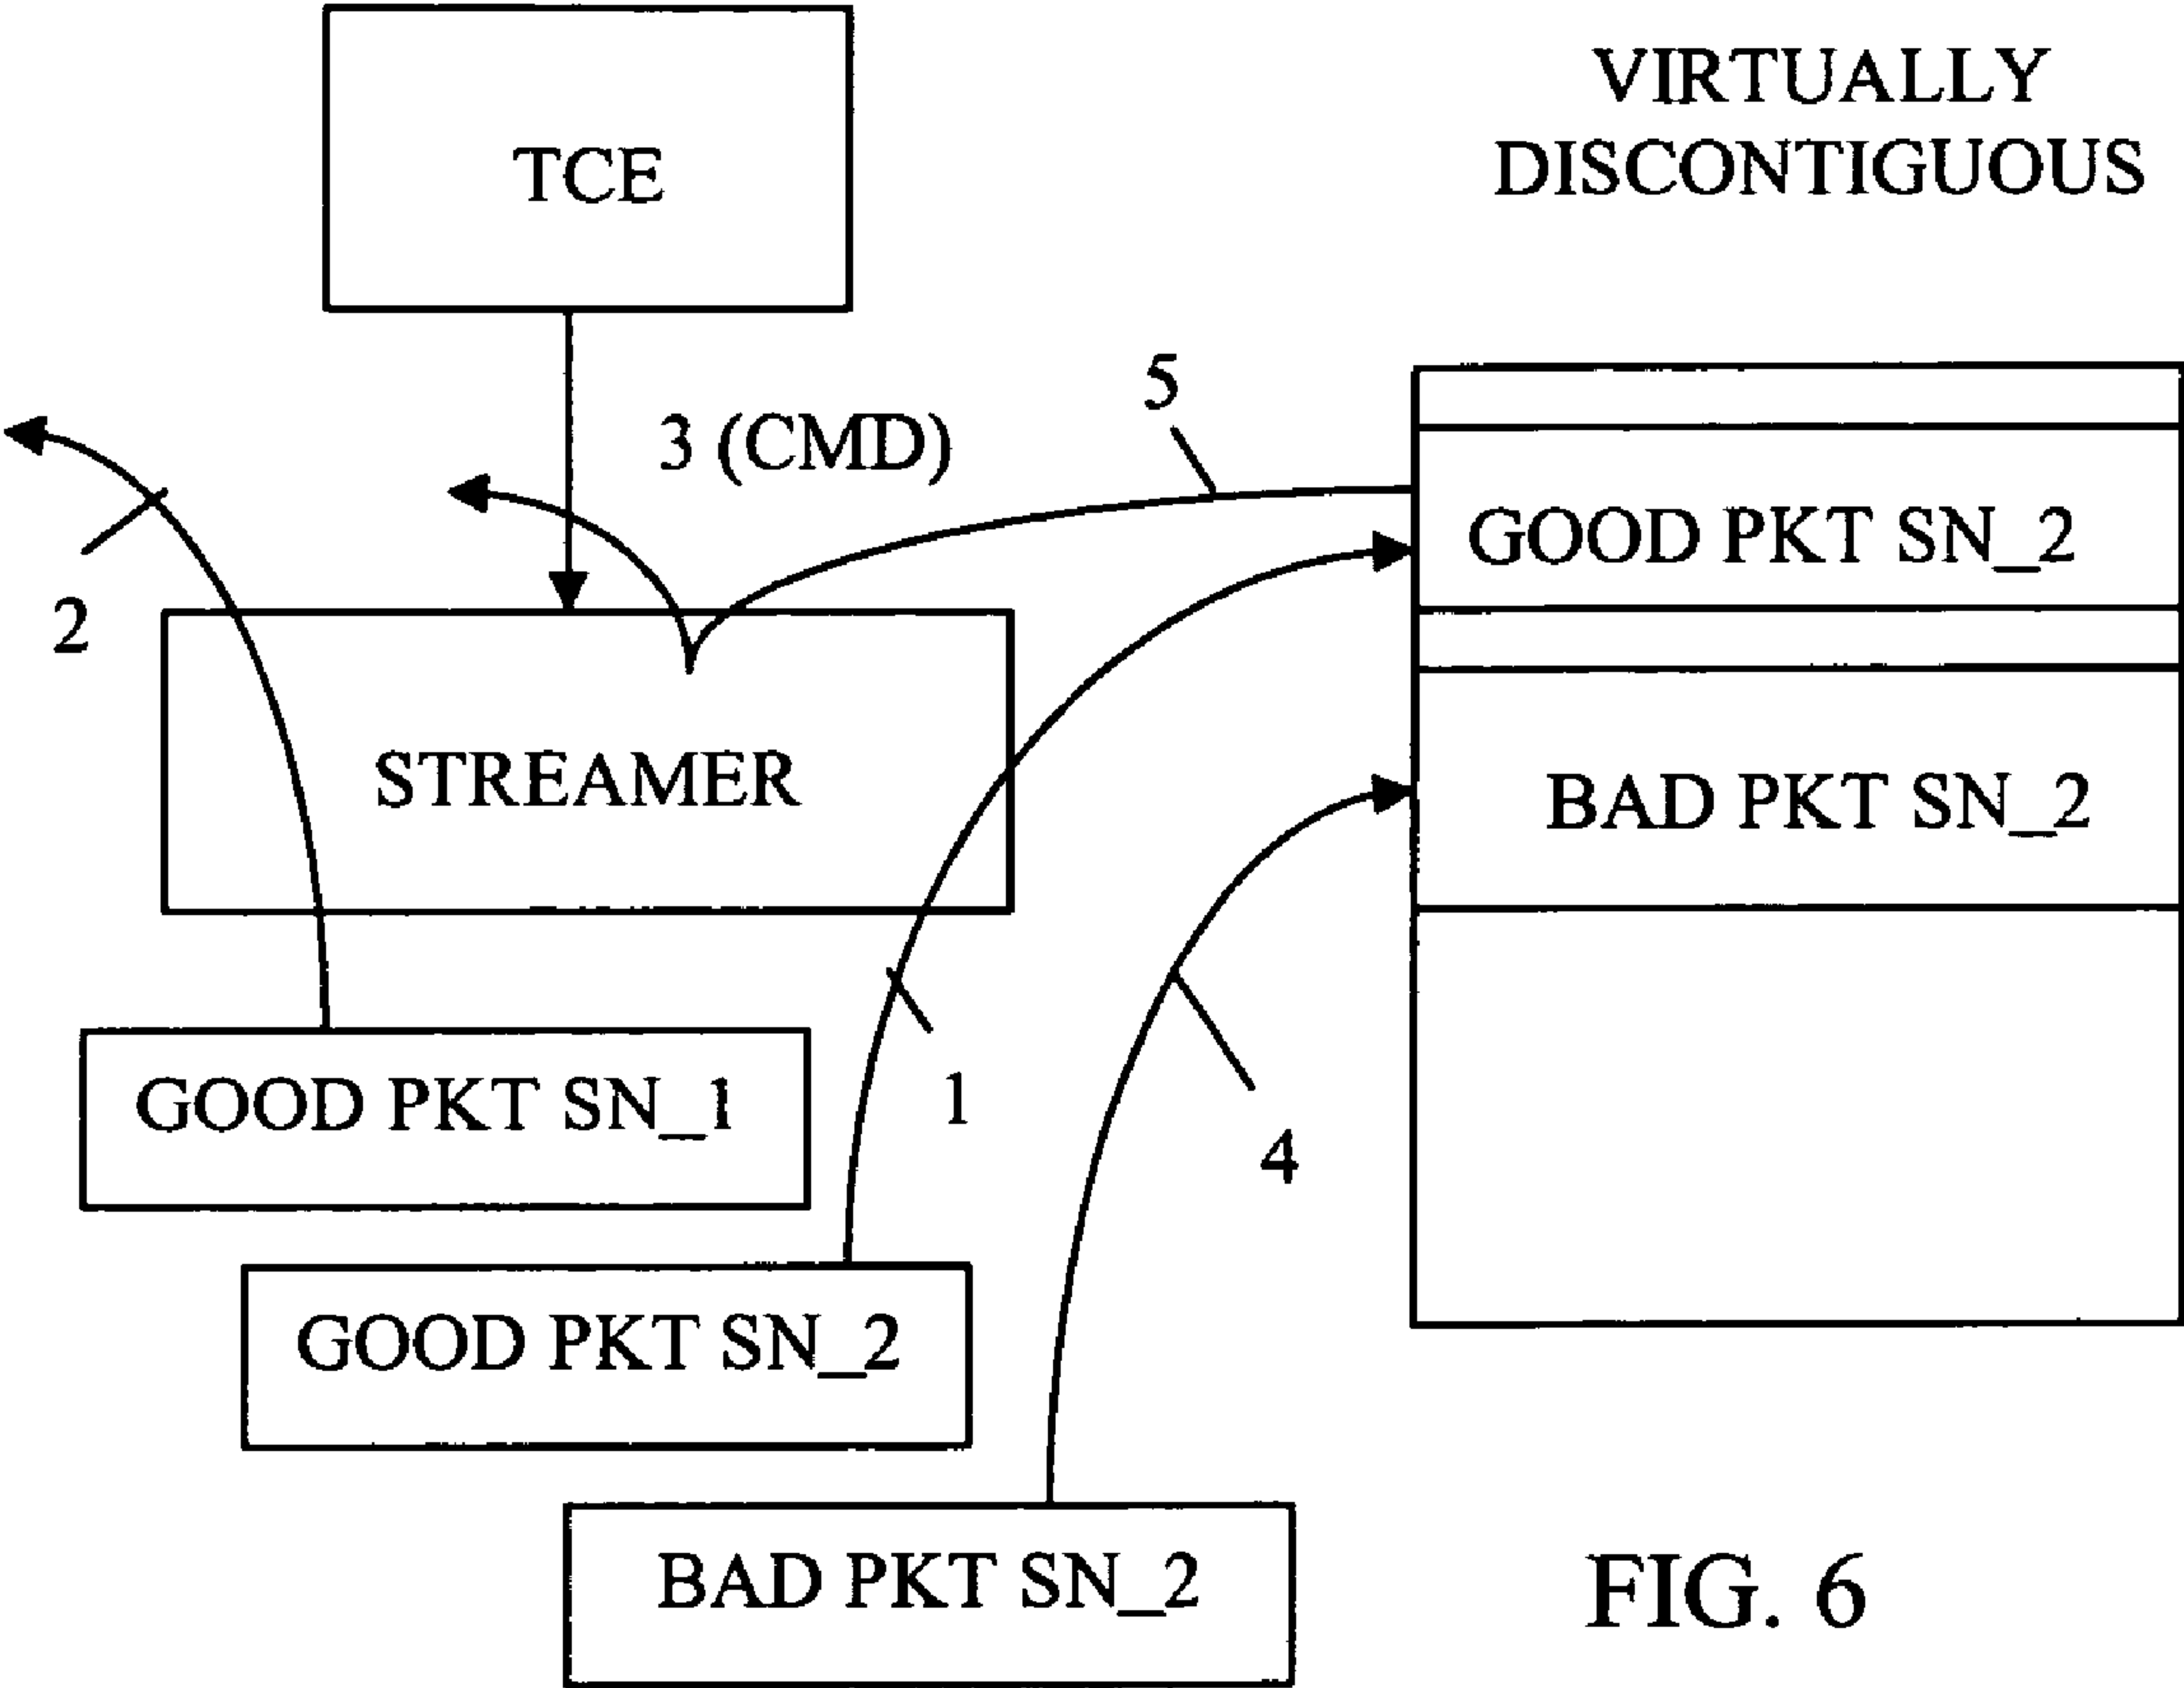 TCE
VIRTUALLY
DISCONTIGUOUS
5
3 (CMD)
GOOD PKT SN_2
2
STREAMER
BAD PKT SN_2
GOOD PKT SN_1
1
4
GOOD PKT SN_2
BAD PKT SN_2
FIG. 6